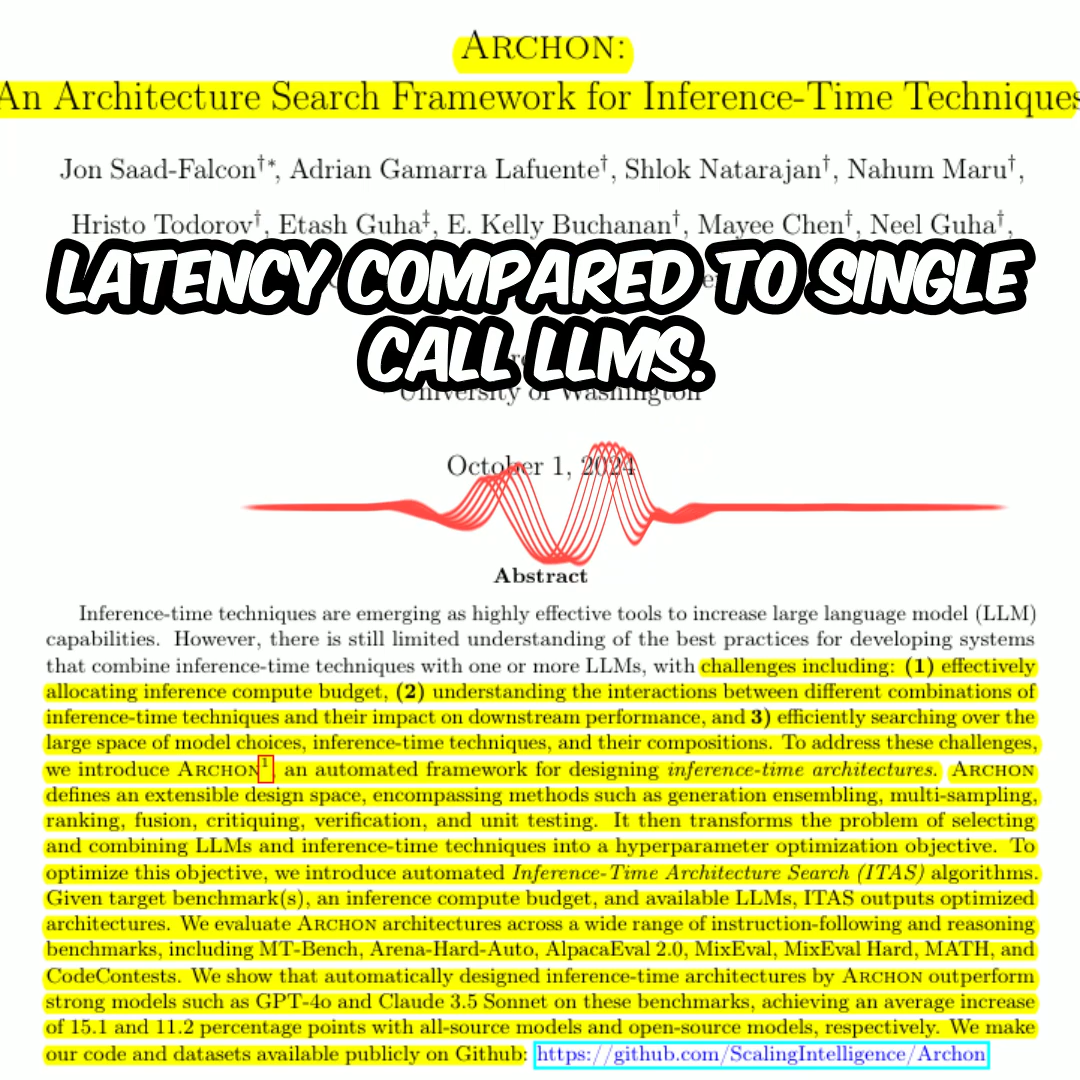 ARCHON:
An Architecture Search Framework for Inference-Time Techniques
Jon Saad-Falcon†*, Adrian Gamarra Lafuente†, Shlok Natarajan†, Nahum Maru†,
Hristo Todorov†, Etash Guha‡, E. Kelly Buchanan†, Mayee Chen†, Neel Guha†,
LATENCY COMPARED TO SINGLE
CALL LLMS.
University of Washington
October 1, 2024
Abstract
Inference-time techniques are emerging as highly effective tools to increase large language model (LLM)
capabilities. However, there is still limited understanding of the best practices for developing systems
that combine inference-time techniques with one or more LLMs, with challenges including: (1) effectively
allocating inference compute budget, (2) understanding the interactions between different combinations of
inference-time techniques and their impact on downstream performance, and 3) efficiently searching over the
large space of model choices, inference-time techniques, and their compositions. To address these challenges,
we introduce ARCHON¹, an automated framework for designing inference-time architectures. ARCHON
defines an extensible design space, encompassing methods such as generation ensembling, multi-sampling,
ranking, fusion, critiquing, verification, and unit testing. It then transforms the problem of selecting
and combining LLMs and inference-time techniques into a hyperparameter optimization objective. To
optimize this objective, we introduce automated Inference-Time Architecture Search (ITAS) algorithms.
Given target benchmark(s), an inference compute budget, and available LLMs, ITAS outputs optimized
architectures. We evaluate ARCHON architectures across a wide range of instruction-following and reasoning
benchmarks, including MT-Bench, Arena-Hard-Auto, AlpacaEval 2.0, MixEval, MixEval Hard, MATH, and
CodeContests. We show that automatically designed inference-time architectures by ARCHON outperform
strong models such as GPT-4o and Claude 3.5 Sonnet on these benchmarks, achieving an average increase
of 15.1 and 11.2 percentage points with all-source models and open-source models, respectively. We make
our code and datasets available publicly on Github: https://github.com/ScalingIntelligence/Archon